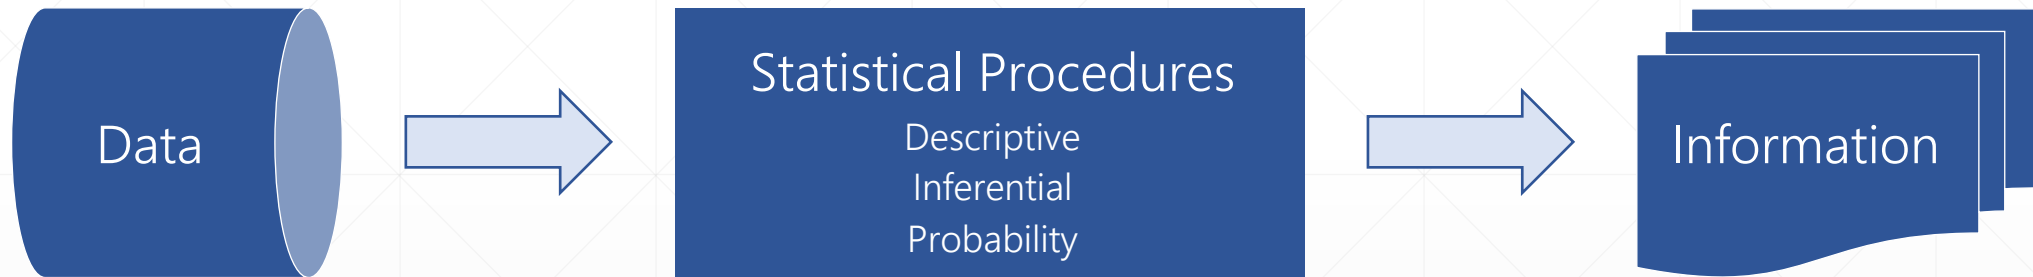 Data
Statistical Procedures
Descriptive
Inferential
Probability
Information